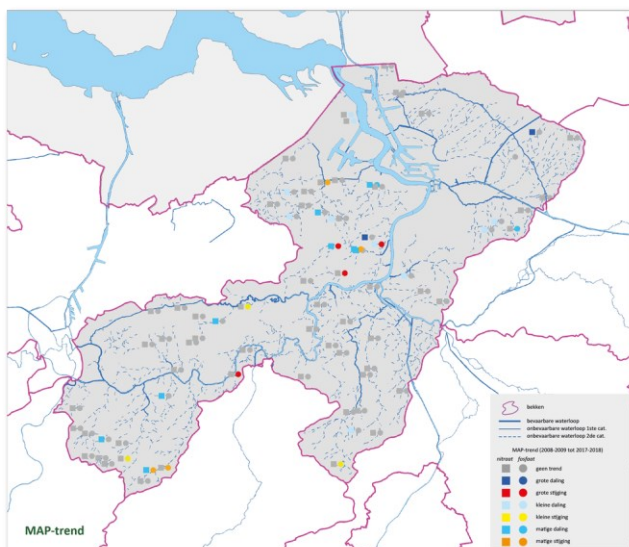 bekken
bevaarbare waterloop
onbevaarbare waterloop 1ste cat.
onbevaarbare waterloop 2de cat.
MAP-trend (2008-2009 tot 2017-2018)
nitraat fosfaat
geen trend
grote daling
grote stijging
kleine daling
kleine stijging
matige daling
matige stijging
MAP-trend